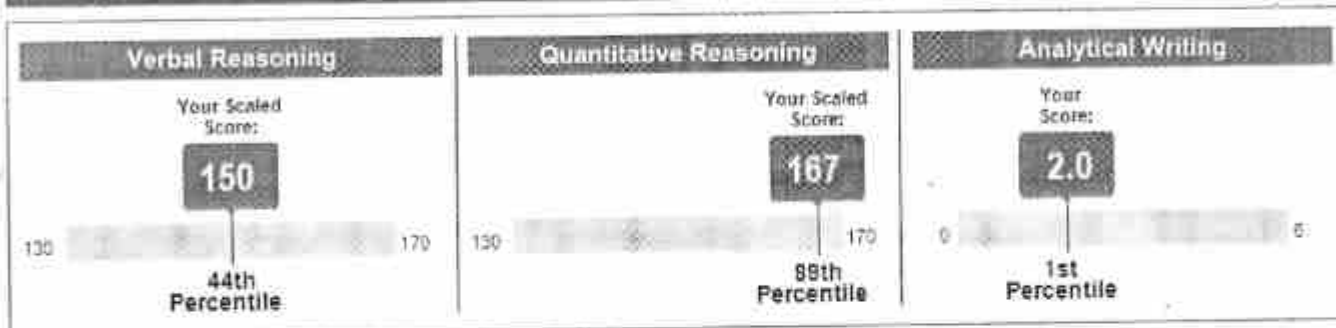 Verbal Reasoning
Your Scaled
Score:
150
130 170
44th
Percentile
Quantitative Reasoning
Your Scaled
Score:
167
130 170
89th
Percentile
Analytical Writing
Your
Score:
2.0
0 6
1st
Percentile